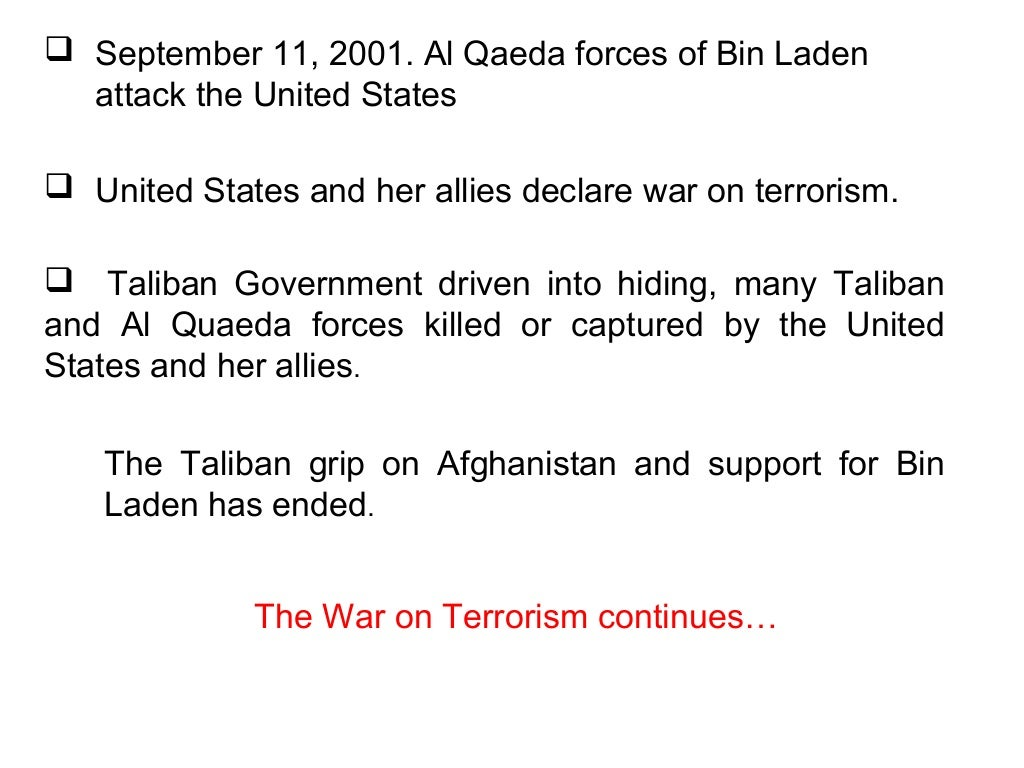 ❑ September 11, 2001. Al Qaeda forces of Bin Laden
attack the United States
❑ United States and her allies declare war on terrorism.
❑ Taliban Government driven into hiding, many Taliban
and Al Quaeda forces killed or captured by the United
States and her allies.
The Taliban grip on Afghanistan and support for Bin
Laden has ended.
The War on Terrorism continues…